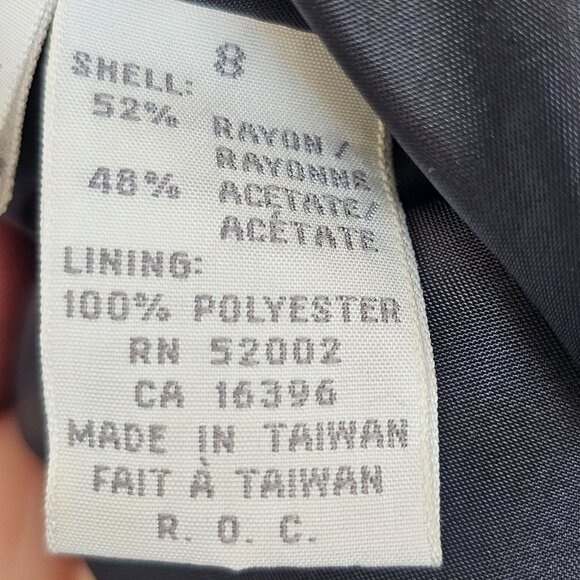 8
SHELL:
52% RAYON/
RAYONNE
48% ACETATE/
ACÉTATE
LINING:
100% POLYESTER
RN 52002
CA 16396
MADE IN TAIWAN
FAIT À TAIWAN
R. O. C.